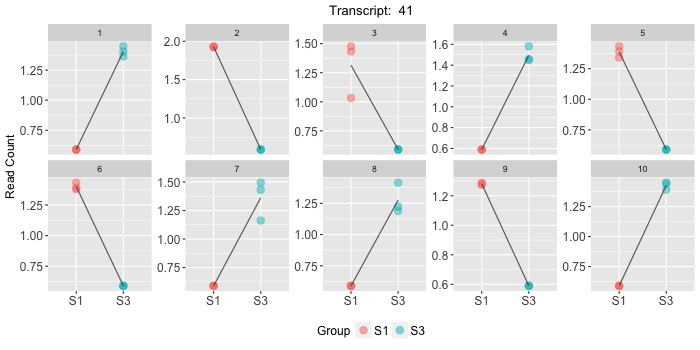 Transcript: 41
1 2 3 4 5
1.25 1.00 0.75
2.0 1.5 1.0
1.50 1.25 1.00 0.75
1.6 1.4 1.2 1.0 0.8 0.6
1.25 1.00 0.75
Read Count
6 7 8 9 10
1.25 1.00 0.75
1.50 1.25 1.00 0.75
1.25 1.00 0.75
1.2 1.0 0.8 0.6
1.25 1.00 0.75
S1 S3 S1 S3 S1 S3 S1 S3 S1 S3
Group S1 S3